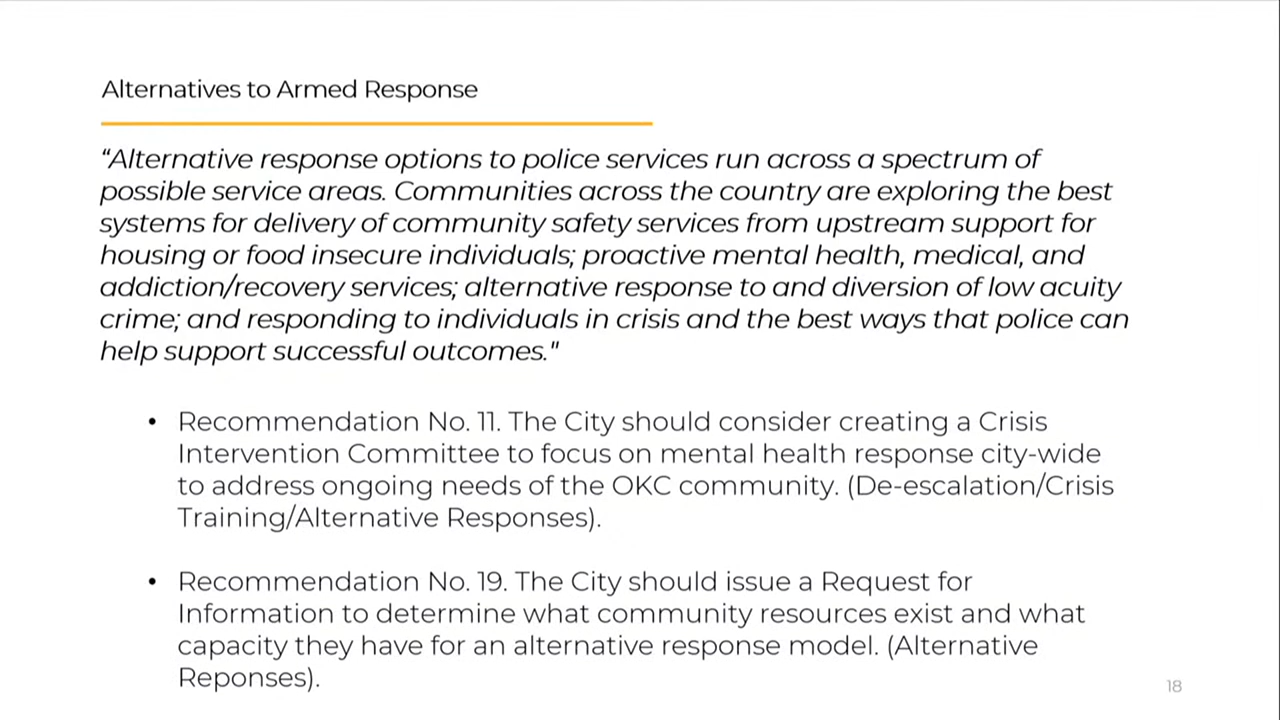 Alternatives to Armed Response
“Alternative response options to police services run across a spectrum of
possible service areas. Communities across the country are exploring the best
systems for delivery of community safety services from upstream support for
housing or food insecure individuals; proactive mental health, medical, and
addiction/recovery services; alternative response to and diversion of low acuity
crime; and responding to individuals in crisis and the best ways that police can
help support successful outcomes."
• Recommendation No. 11. The City should consider creating a Crisis
Intervention Committee to focus on mental health response city-wide
to address ongoing needs of the OKC community. (De-escalation/Crisis
Training/Alternative Responses).
• Recommendation No. 19. The City should issue a Request for
Information to determine what community resources exist and what
capacity they have for an alternative response model. (Alternative
Reponses).
18